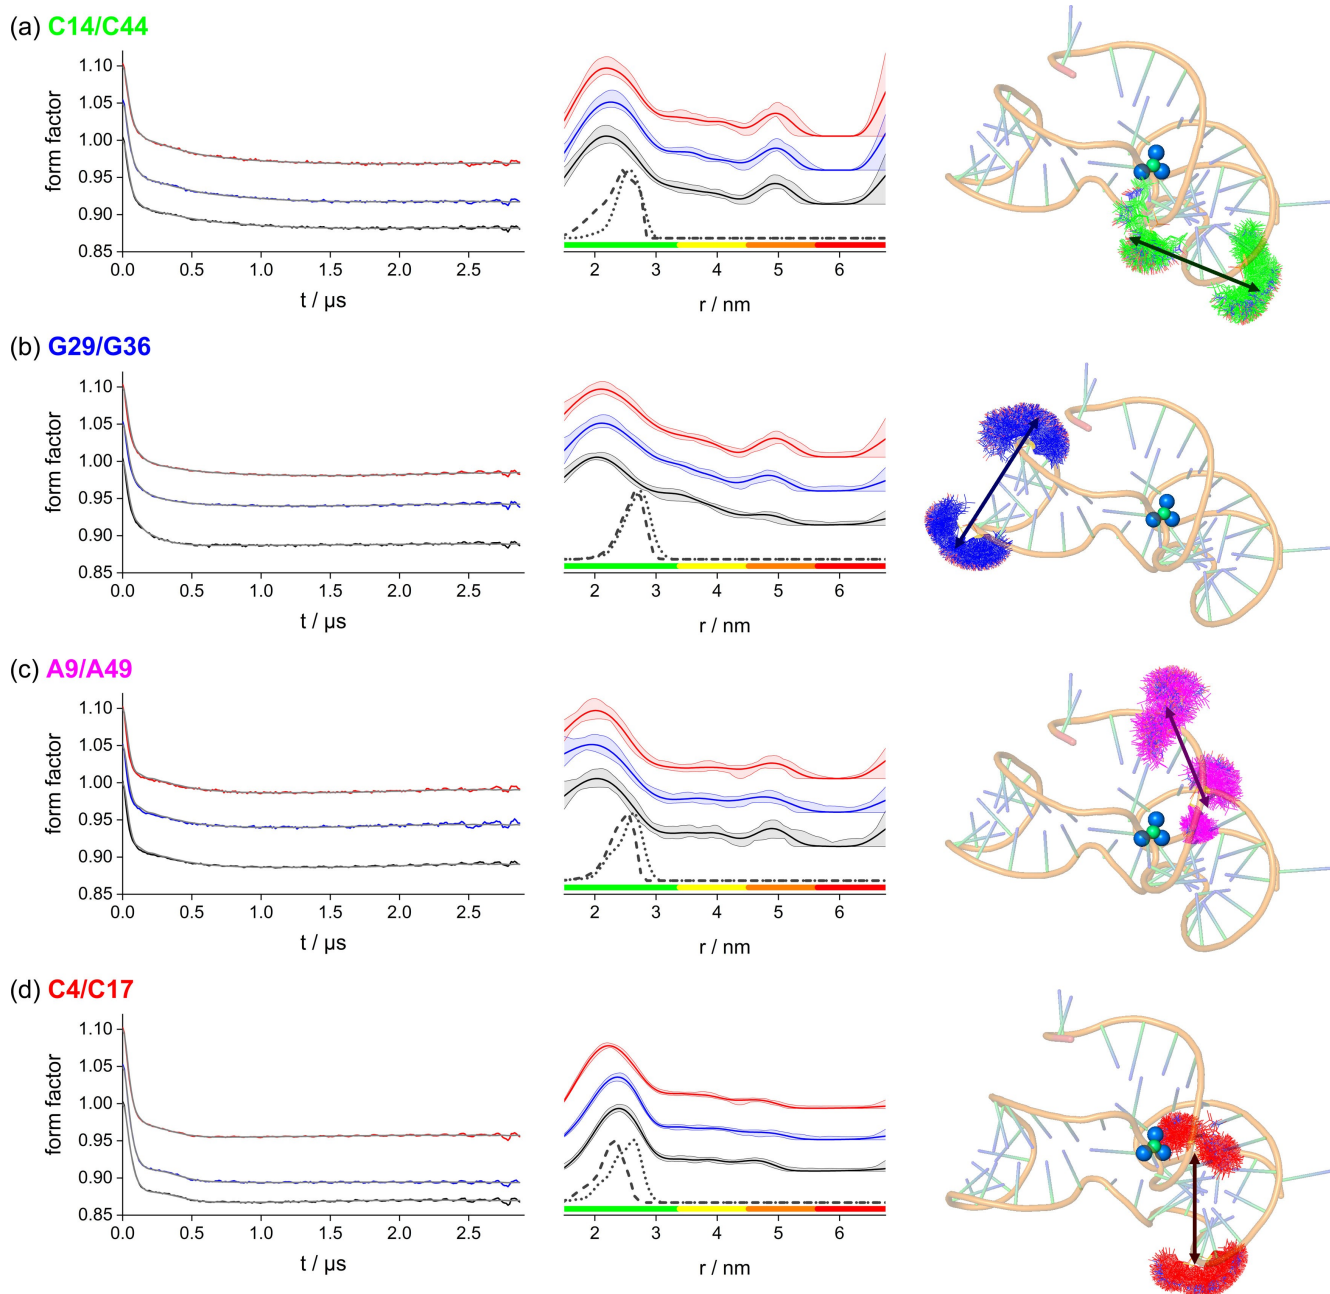 (a) C14/C44
form factor
1.10
1.05
1.00
0.95
0.90
0.85
0.0 0.5 1.0 1.5 2.0 2.5
t / µs
2 3 4 5 6
r / nm
(b) G29/G36
form factor
1.10
1.05
1.00
0.95
0.90
0.85
0.0 0.5 1.0 1.5 2.0 2.5
t / µs
2 3 4 5 6
r / nm
(c) A9/A49
form factor
1.10
1.05
1.00
0.95
0.90
0.85
0.0 0.5 1.0 1.5 2.0 2.5
t / µs
2 3 4 5 6
r / nm
(d) C4/C17
form factor
1.10
1.05
1.00
0.95
0.90
0.85
0.0 0.5 1.0 1.5 2.0 2.5
t / µs
2 3 4 5 6
r / nm